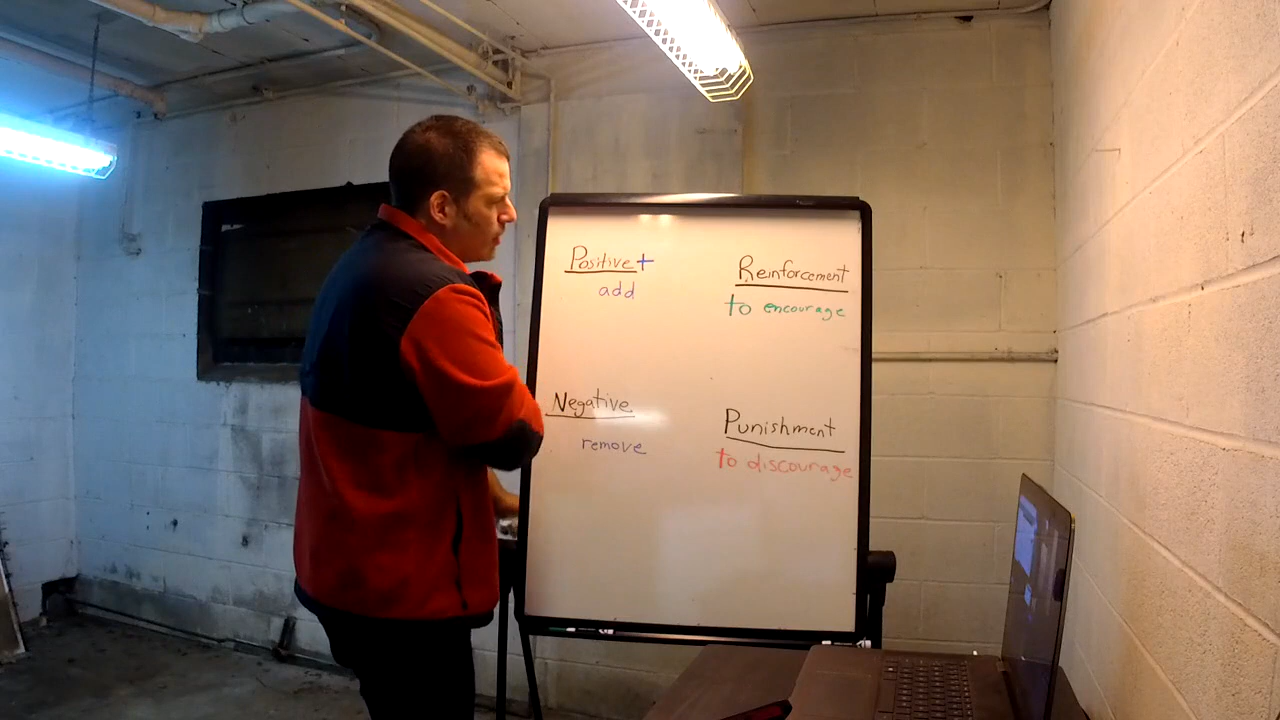 Positive+
add
Reinforcement
to encourage
Negative
remove
Punishment
to discourage